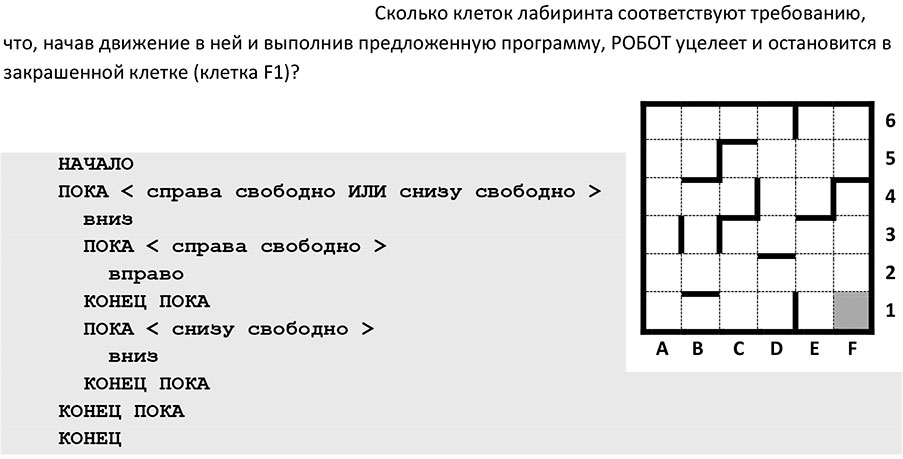 Сколько клеток лабиринта соответствуют требованию,
что, начав движение в ней и выполнив предложенную программу, РОБОТ уцелеет и остановится в
закрашенной клетке (клетка F1)?
НАЧАЛО
ПОКА < справа свободно ИЛИ снизу свободно >
вниз
ПОКА < справа свободно >
вправо
КОНЕЦ ПОКА
ПОКА < снизу свободно >
вниз
КОНЕЦ ПОКА
КОНЕЦ ПОКА
КОНЕЦ
6
5
4
3
2
1
A B C D E F